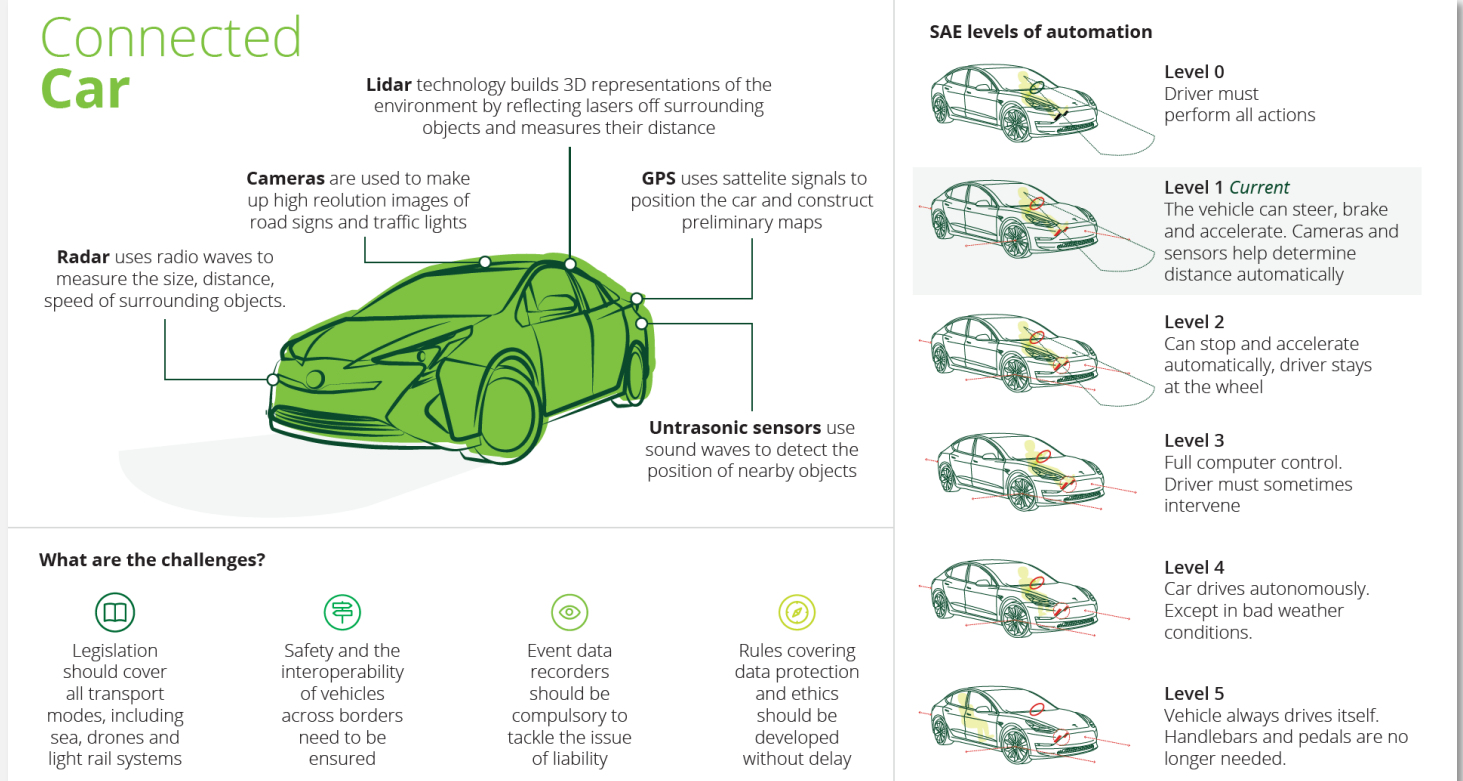 Connected
Car
Lidar technology builds 3D representations of the
environment by reflecting lasers off surrounding
objects and measures their distance
Cameras are used to make
up high reolution images of
road signs and traffic lights
GPS uses sattelite signals to
position the car and construct
preliminary maps
Radar uses radio waves to
measure the size, distance,
speed of surrounding objects.
Untrasonic sensors use
sound waves to detect the
position of nearby objects
What are the challenges?
Legislation
should cover
all transport
modes, including
sea, drones and
light rail systems
Safety and the
interoperability
of vehicles
across borders
need to be
ensured
Event data
recorders
should be
compulsory to
tackle the issue
of liability
Rules covering
data protection
and ethics
should be
developed
without delay
SAE levels of automation
Level 0
Driver must
perform all actions
Level 1 Current
The vehicle can steer, brake
and accelerate. Cameras and
sensors help determine
distance automatically
Level 2
Can stop and accelerate
automatically, driver stays
at the wheel
Level 3
Full computer control.
Driver must sometimes
intervene
Level 4
Car drives autonomously.
Except in bad weather
conditions.
Level 5
Vehicle always drives itself.
Handlebars and pedals are no
longer needed.